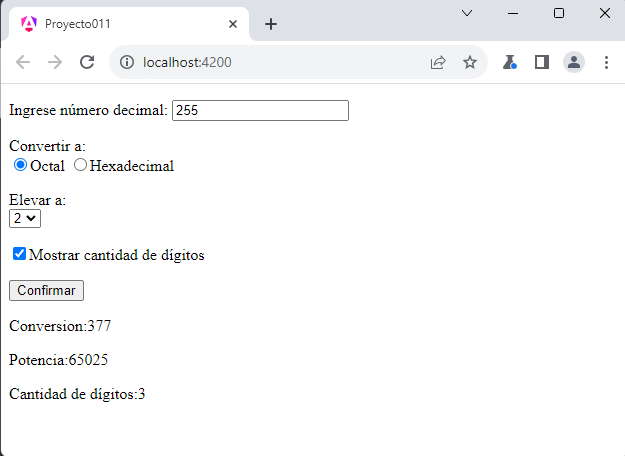 Proyecto011
localhost:4200
Ingrese número decimal: 255
Convertir a:
Octal Hexadecimal
Elevar a:
2
Mostrar cantidad de dígitos
Confirmar
Conversion:377
Potencia:65025
Cantidad de dígitos:3